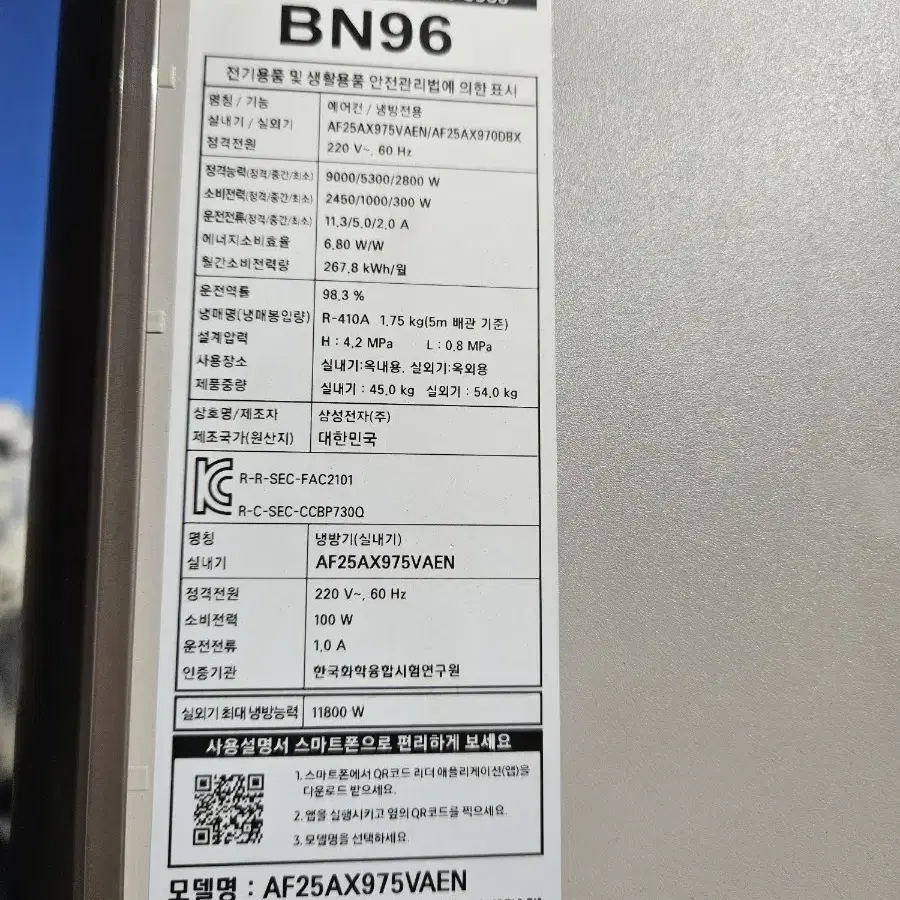 BN96
전기용품 및 생활용품 안전관리법에 의한 표시
명칭 / 기능 에어컨 / 냉방전용
실내기 / 실외기 AF25AX975VAEN/AF25AX970DBX
정격전원 220 V~, 60 Hz
정격능력(정격/중간/최소) 9000/5300/2800 W
소비전력(정격/중간/최소) 2450/1000/300 W
운전전류(정격/중간/최소) 11.3/5.0/2.0 A
에너지소비효율 6.80 W/W
월간소비전력량 267.8 kWh/월
운전역률 98.3 %
냉매명(냉매봉입량) R-410A 1.75 kg(5m 배관 기준)
설계압력 H : 4.2 MPa L : 0.8 MPa
사용장소 실내기:옥내용, 실외기:옥외용
제품중량 실내기 : 45.0 kg 실외기 : 54.0 kg
상호명/제조자 삼성전자(주)
제조국가(원산지) 대한민국
R-R-SEC-FAC2101
R-C-SEC-CCBP730Q
명칭 냉방기(실내기)
실내기 AF25AX975VAEN
정격전원 220 V~, 60 Hz
소비전력 100 W
운전전류 1.0 A
인증기관 한국화학융합시험연구원
실외기 최대 냉방능력 11800 W
사용설명서 스마트폰으로 편리하게 보세요
1. 스마트폰에서 QR코드 리더 애플리케이션(앱)을
다운로드 받으세요.
2. 앱을 실행시키고 옆의 QR코드를 찍으세요.
3. 모델명을 선택하세요.
모델명 : AF25AX975VAEN